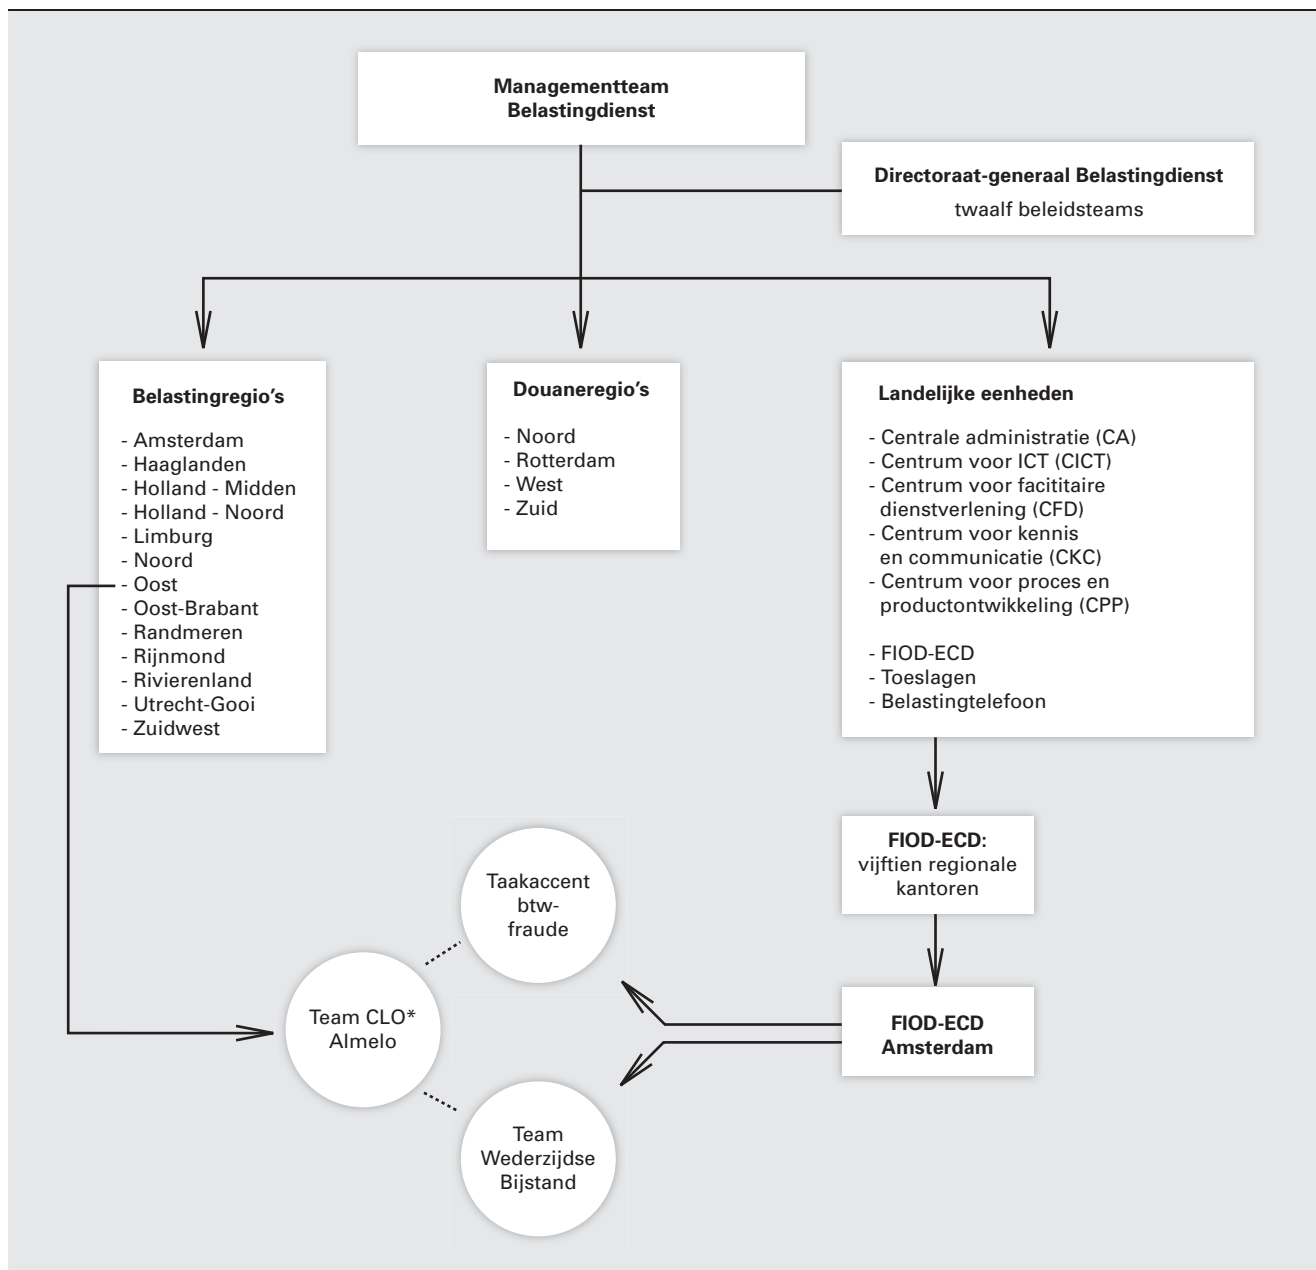 Managementteam
Belastingdienst
Directoraat-generaal Belastingdienst
twaalf beleidsteams
Belastingregio's
- Amsterdam
- Haaglanden
- Holland - Midden
- Holland - Noord
- Limburg
- Noord
- Oost
- Oost-Brabant
- Randmeren
- Rijnmond
- Rivierenland
- Utrecht-Gooi
- Zuidwest
Douaneregio's
- Noord
- Rotterdam
- West
- Zuid
Landelijke eenheden
- Centrale administratie (CA)
- Centrum voor ICT (CICT)
- Centrum voor facititaire
dienstverlening (CFD)
- Centrum voor kennis
en communicatie (CKC)
- Centrum voor proces en
productontwikkeling (CPP)
- FIOD-ECD
- Toeslagen
- Belastingtelefoon
FIOD-ECD:
vijftien regionale
kantoren
FIOD-ECD
Amsterdam
Taakaccent
btw-
fraude
Team CLO*
Almelo
Team
Wederzijdse
Bijstand